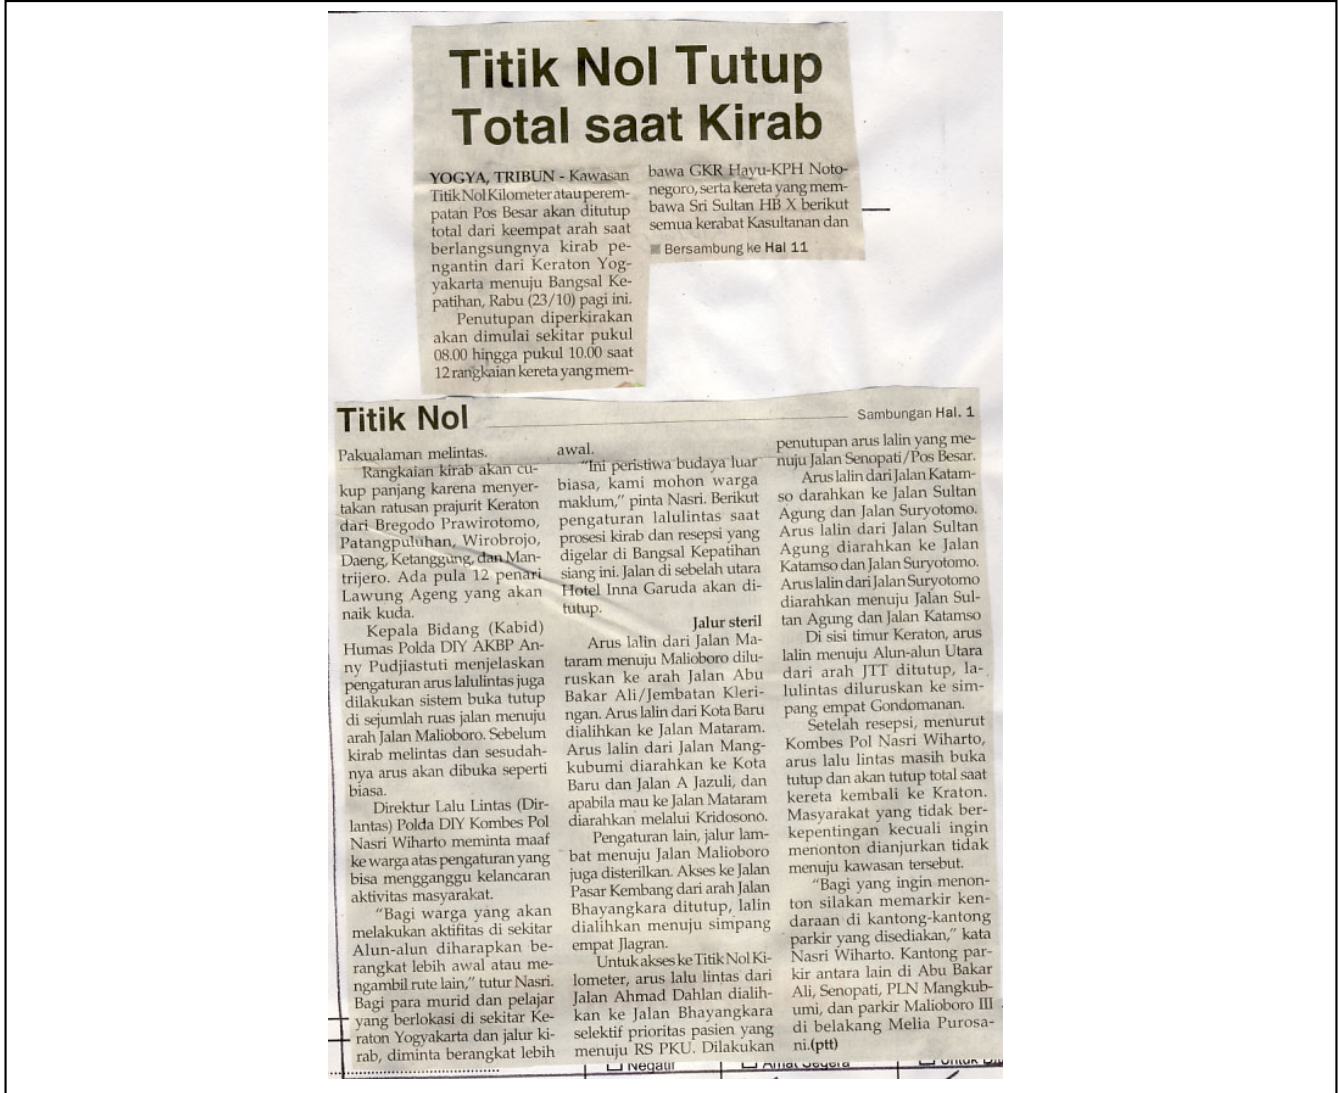 Titik Nol Tutup
Total saat Kirab
YOGYA, TRIBUN - Kawasan
Titik Nol Kilometer atau perem-
patan Pos Besar akan ditutup
total dari keempat arah saat
berlangsungnya kirab pe-
ngantin dari Keraton Yog-
yakarta menuju Bangsal Ke-
patihan, Rabu (23/10) pagi ini.
Penutupan diperkirakan
akan dimulai sekitar pukul
08.00 hingga pukul 10.00 saat
12 rangkaian kereta yang mem-
bawa GKR Hayu-KPH Noto-
negoro, serta kereta yang mem-
bawa Sri Sultan HB X berikut
semua kerabat Kasultanan dan
Bersambung ke Hal 11
Titik Nol
Sambungan Hal. 1
Pakualaman melintas.
Rangkaian kirab akan cu-
kup panjang karena menyer-
takan ratusan prajurit Keraton
dari Bregodo Prawirotomo,
Patangpuluhan, Wirobrojo,
Daeng, Ketanggung, dan Man-
trijero. Ada pula 12 penari
Lawung Ageng yang akan
naik kuda.
Kepala Bidang (Kabid)
Humas Polda DIY AKBP An-
ny Pudjiastuti menjelaskan
pengaturan arus lalulintas juga
dilakukan sistem buka tutup
di sejumlah ruas jalan menuju
arah Jalan Malioboro. Sebelum
kirab melintas dan sesudah-
nya arus akan dibuka seperti
biasa.
Direktur Lalu Lintas (Dir-
lantas) Polda DIY Kombes Pol
Nasri Wiharto meminta maaf
ke warga atas pengaturan yang
bisa mengganggu kelancaran
aktivitas masyarakat.
"Bagi warga yang akan
melakukan aktifitas di sekitar
Alun-alun diharapkan be-
rangkat lebih awal atau me-
ngambil rute lain," tutur Nasri.
Bagi para murid dan pelajar
yang berlokasi di sekitar Ke-
raton Yogyakarta dan jalur ki-
rab, diminta berangkat lebih
awal.
"Ini peristiwa budaya luar
biasa, kami mohon warga
maklum," pinta Nasri. Berikut
pengaturan lalulintas saat
prosesi kirab dan resepsi yang
digelar di Bangsal Kepatihan
siang ini. Jalan di sebelah utara
Hotel Inna Garuda akan di-
tutup.
Jalur steril
Arus lalin dari Jalan Ma-
taram menuju Malioboro dilu-
ruskan ke arah Jalan Abu
Bakar Ali/Jembatan Kleri-
ngan. Arus lalin dari Kota Baru
dialihkan ke Jalan Mataram.
Arus lalin dari Jalan Mang-
kubumi diarahkan ke Kota
Baru dan Jalan A Jazuli, dan
apabila mau ke Jalan Mataram
diarahkan melalui Kridosono.
Pengaturan lain, jalur lam-
bat menuju Jalan Malioboro
juga disterilkan. Akses ke Jalan
Pasar Kembang dari arah Jalan
Bhayangkara ditutup, lalin
dialihkan menuju simpang
empat Jlagran.
Untuk akses ke Titik Nol Ki-
lometer, arus lalu lintas dari
Jalan Ahmad Dahlan dialih-
kan ke Jalan Bhayangkara
selektif prioritas pasien yang
menuju RS PKU. Dilakukan
penutupan arus lalin yang me-
nuju Jalan Senopati/Pos Besar.
Arus lalin dari Jalan Katam-
so darahkan ke Jalan Sultan
Agung dan Jalan Suryotomo.
Arus lalin dari Jalan Sultan
Agung diarahkan ke Jalan
Katamso dan Jalan Suryotomo.
Arus lalin dari Jalan Suryotomo
diarahkan menuju Jalan Sul-
tan Agung dan Jalan Katamso
Di sisi timur Keraton, arus
lalin menuju Alun-alun Utara
dari arah JTT ditutup, la-
lulintas diluruskan ke sim-
pang empat Gondomanan.
Setelah resepsi, menurut
Kombes Pol Nasri Wiharto,
arus lalu lintas masih buka
tutup dan akan tutup total saat
kereta kembali ke Kraton.
Masyarakat yang tidak ber-
kepentingan kecuali ingin
menonton dianjurkan tidak
menuju kawasan tersebut.
"Bagi yang ingin menon-
ton silakan memarkir ken-
daraan di kantong-kantong
parkir yang disediakan," kata
Nasri Wiharto. Kantong par-
kir antara lain di Abu Bakar
Ali, Senopati, PLN Mangkub-
umi, dan parkir Malioboro III
di belakang Melia Purosa-
ni.(ptt)
Negatif
Amat Segera